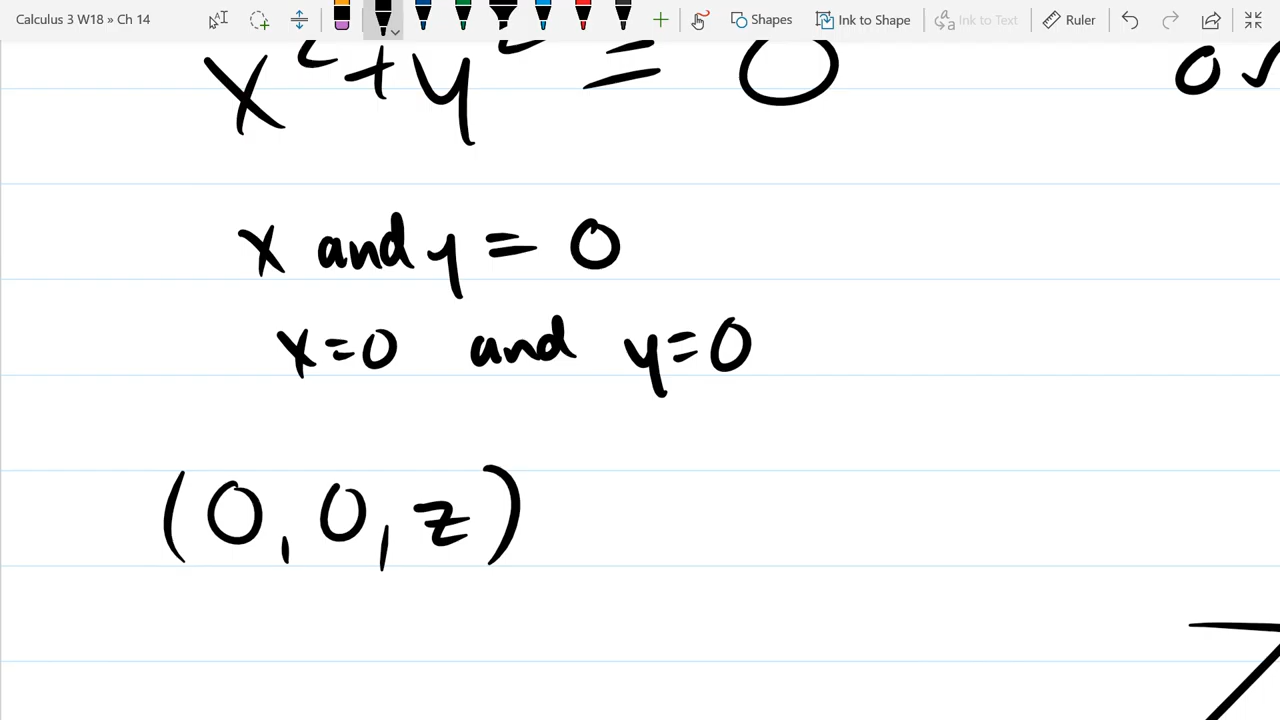 Calculus 3 W18 » Ch 14
Shapes
Ink to Shape
Ink to Text
Ruler
x² + y² = 0
x and y = 0
x=0 and y=0
(0, 0, z)